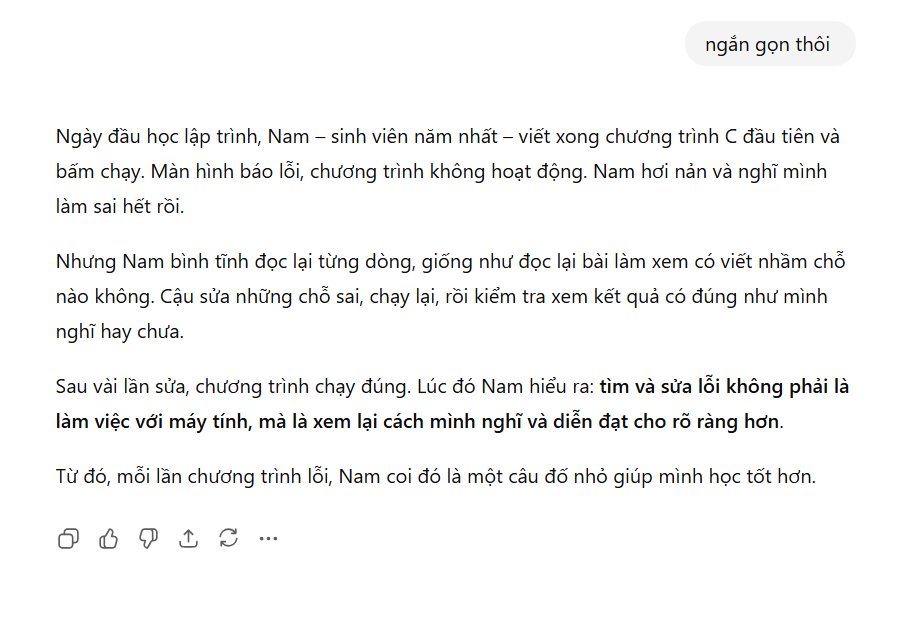 ngắn gọn thôi
Ngày đầu học lập trình, Nam – sinh viên năm nhất – viết xong chương trình C đầu tiên và
bấm chạy. Màn hình báo lỗi, chương trình không hoạt động. Nam hơi nản và nghĩ mình
làm sai hết rồi.
Nhưng Nam bình tĩnh đọc lại từng dòng, giống như đọc lại bài làm xem có viết nhầm chỗ
nào không. Cậu sửa những chỗ sai, chạy lại, rồi kiểm tra xem kết quả có đúng như mình
nghĩ hay chưa.
Sau vài lần sửa, chương trình chạy đúng. Lúc đó Nam hiểu ra: tìm và sửa lỗi không phải là
làm việc với máy tính, mà là xem lại cách mình nghĩ và diễn đạt cho rõ ràng hơn.
Từ đó, mỗi lần chương trình lỗi, Nam coi đó là một câu đố nhỏ giúp mình học tốt hơn.